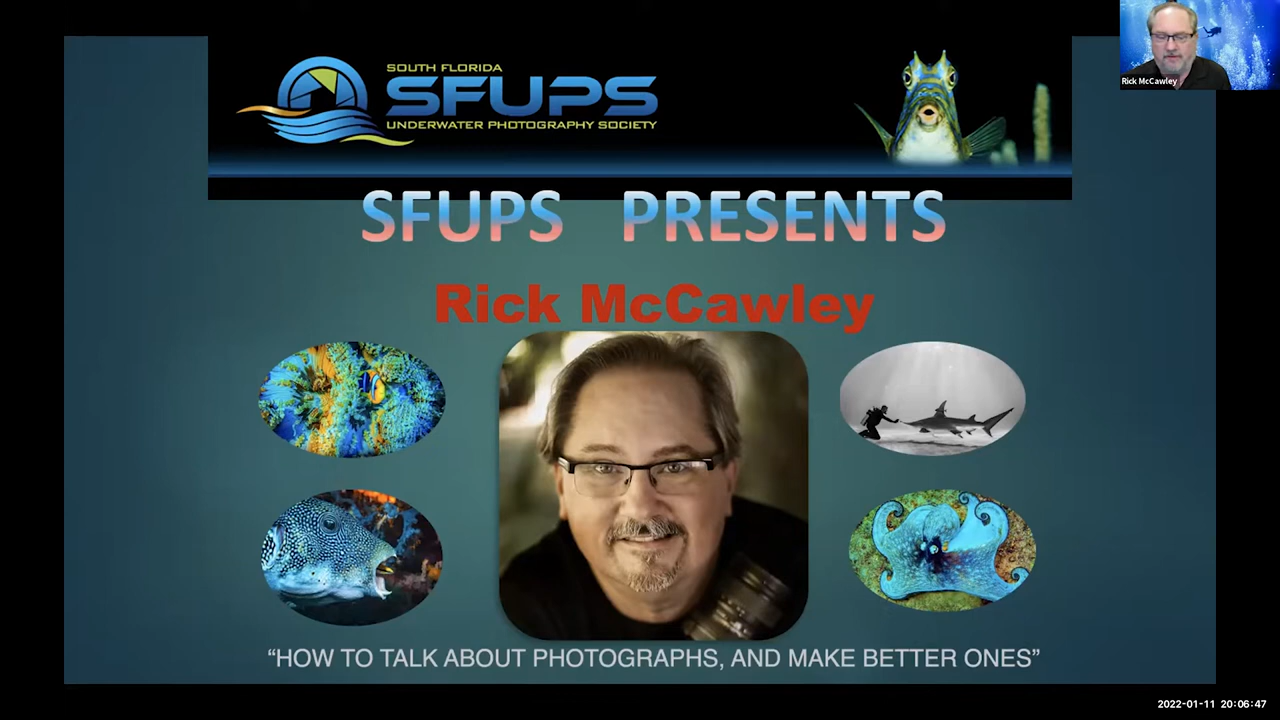 SOUTH FLORIDA
SFUPS
UNDERWATER PHOTOGRAPHY SOCIETY
Rick McCawley
SFUPS PRESENTS
Rick McCawley
“HOW TO TALK ABOUT PHOTOGRAPHS, AND MAKE BETTER ONES”
2022-01-11 20:06:47